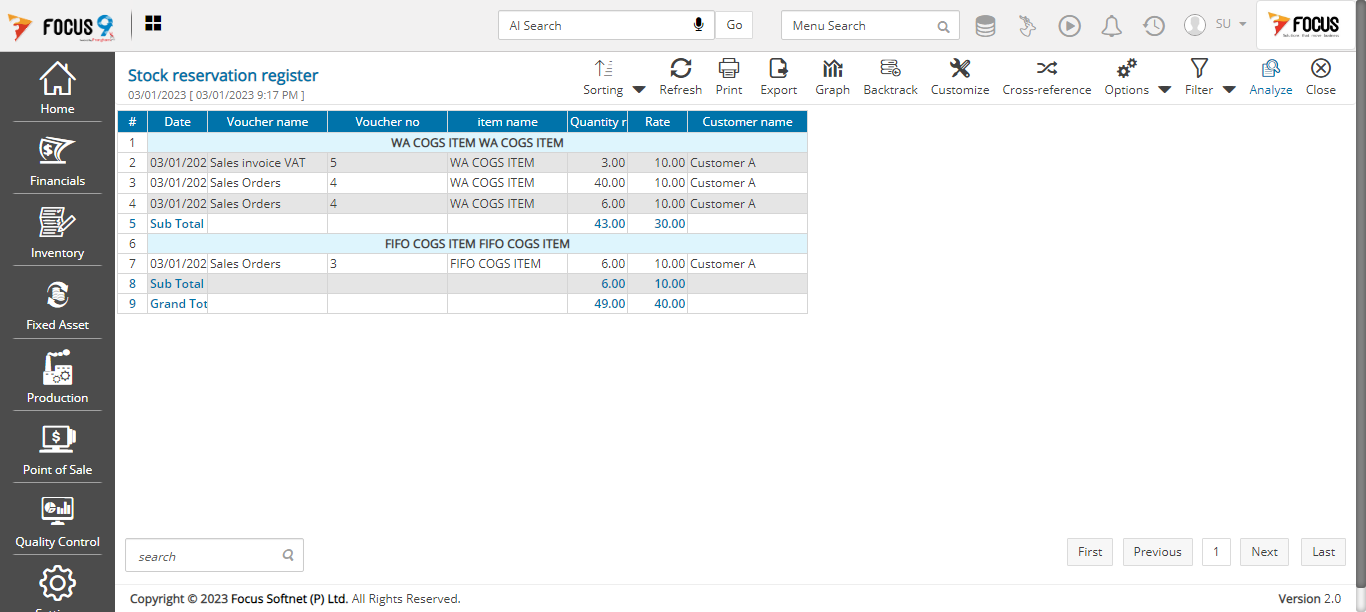 FOCUS 9
AI Search
Go
Menu Search
SU
FOCUS
Home
Financials
Inventory
Fixed Asset
Production
Point of Sale
Quality Control
Stock reservation register
03/01/2023 [ 03/01/2023 9:17 PM ]
Sorting Refresh Print Export Graph Backtrack Customize Cross-reference Options Filter Analyze Close
# Date Voucher name Voucher no item name Quantity r Rate Customer name
1 WA COGS ITEM WA COGS ITEM
2 03/01/202 Sales invoice VAT 5 WA COGS ITEM 3.00 10.00 Customer A
3 03/01/202 Sales Orders 4 WA COGS ITEM 40.00 10.00 Customer A
4 03/01/202 Sales Orders 4 WA COGS ITEM 6.00 10.00 Customer A
5 Sub Total 43.00 30.00
6 FIFO COGS ITEM FIFO COGS ITEM
7 03/01/202 Sales Orders 3 FIFO COGS ITEM 6.00 10.00 Customer A
8 Sub Total 6.00 10.00
9 Grand Tot 49.00 40.00
search
First Previous 1 Next Last
Copyright © 2023 Focus Softnet (P) Ltd. All Rights Reserved.
Version 2.0